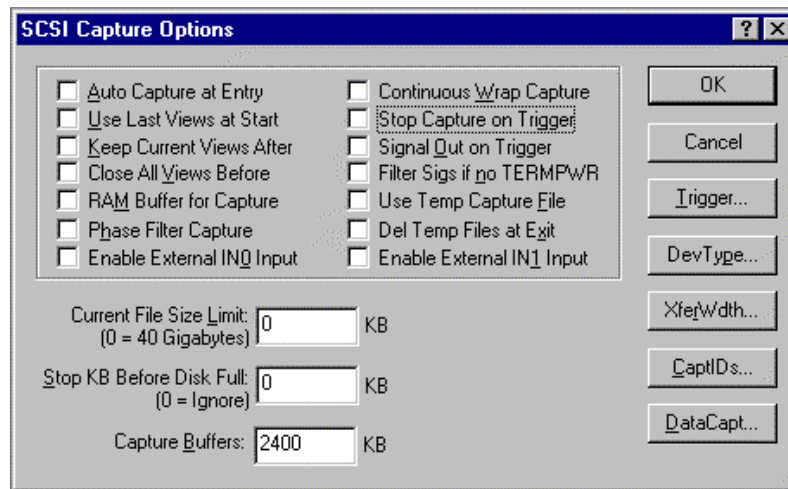 SCSI Capture Options
Auto Capture at Entry
Use Last Views at Start
Keep Current Views After
Close All Views Before
RAM Buffer for Capture
Phase Filter Capture
Enable External IN0 Input
Continuous Wrap Capture
Stop Capture on Trigger
Signal Out on Trigger
Filter Sigs if no TERMPWR
Use Temp Capture File
Del Temp Files at Exit
Enable External IN1 Input
Current File Size Limit: 0 KB
(0 = 40 Gigabytes)
Stop KB Before Disk Full: 0 KB
(0 = Ignore)
Capture Buffers: 2400 KB
OK
Cancel
Trigger...
DevType...
XferWdth...
CaptIDs...
DataCapt...